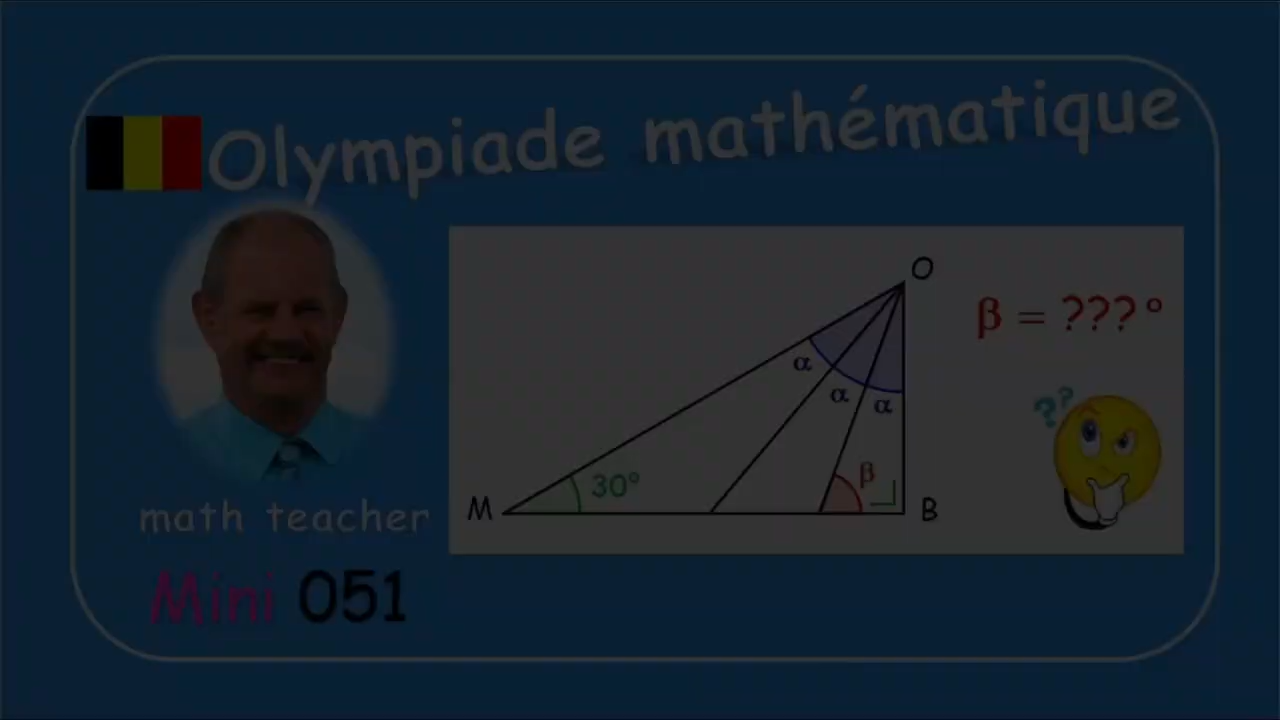 Olympiade mathématique
O
β = ??? °
α
α
α
??
β
30°
M
B
math teacher
Mini 051